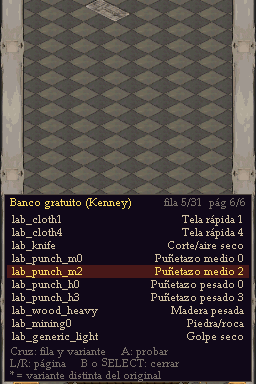 Banco gratuito (Kenney) fila 5/31 pág 6/6
lab_cloth1 Tela rápida 1
lab_cloth4 Tela rápida 4
lab_knife Corte/aire seco
lab_punch_m0 Puñetazo medio 0
lab_punch_m2 Puñetazo medio 2
lab_punch_h0 Puñetazo pesado 0
lab_punch_h3 Puñetazo pesado 3
lab_wood_heavy Madera pesada
lab_mining0 Piedra/roca
lab_generic_light Golpe seco
Cruz: fila y variante A: probar
L/R: página B o SELECT: cerrar
* = variante distinta del original